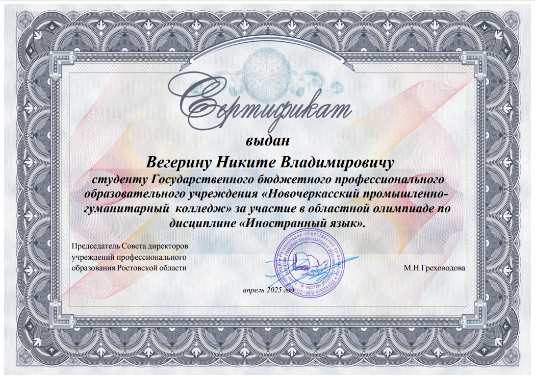 Сертификат
выдан
Вегерину Никите Владимировичу
студенту Государственного бюджетного профессионального
образовательного учреждения «Новочеркасский промышленно-
гуманитарный колледж» за участие в областной олимпиаде по
дисциплине «Иностранный язык».
Председатель Совета директоров
учреждений профессионального
образования Ростовской области
М.Н.Греховодова
апрель 2025 год